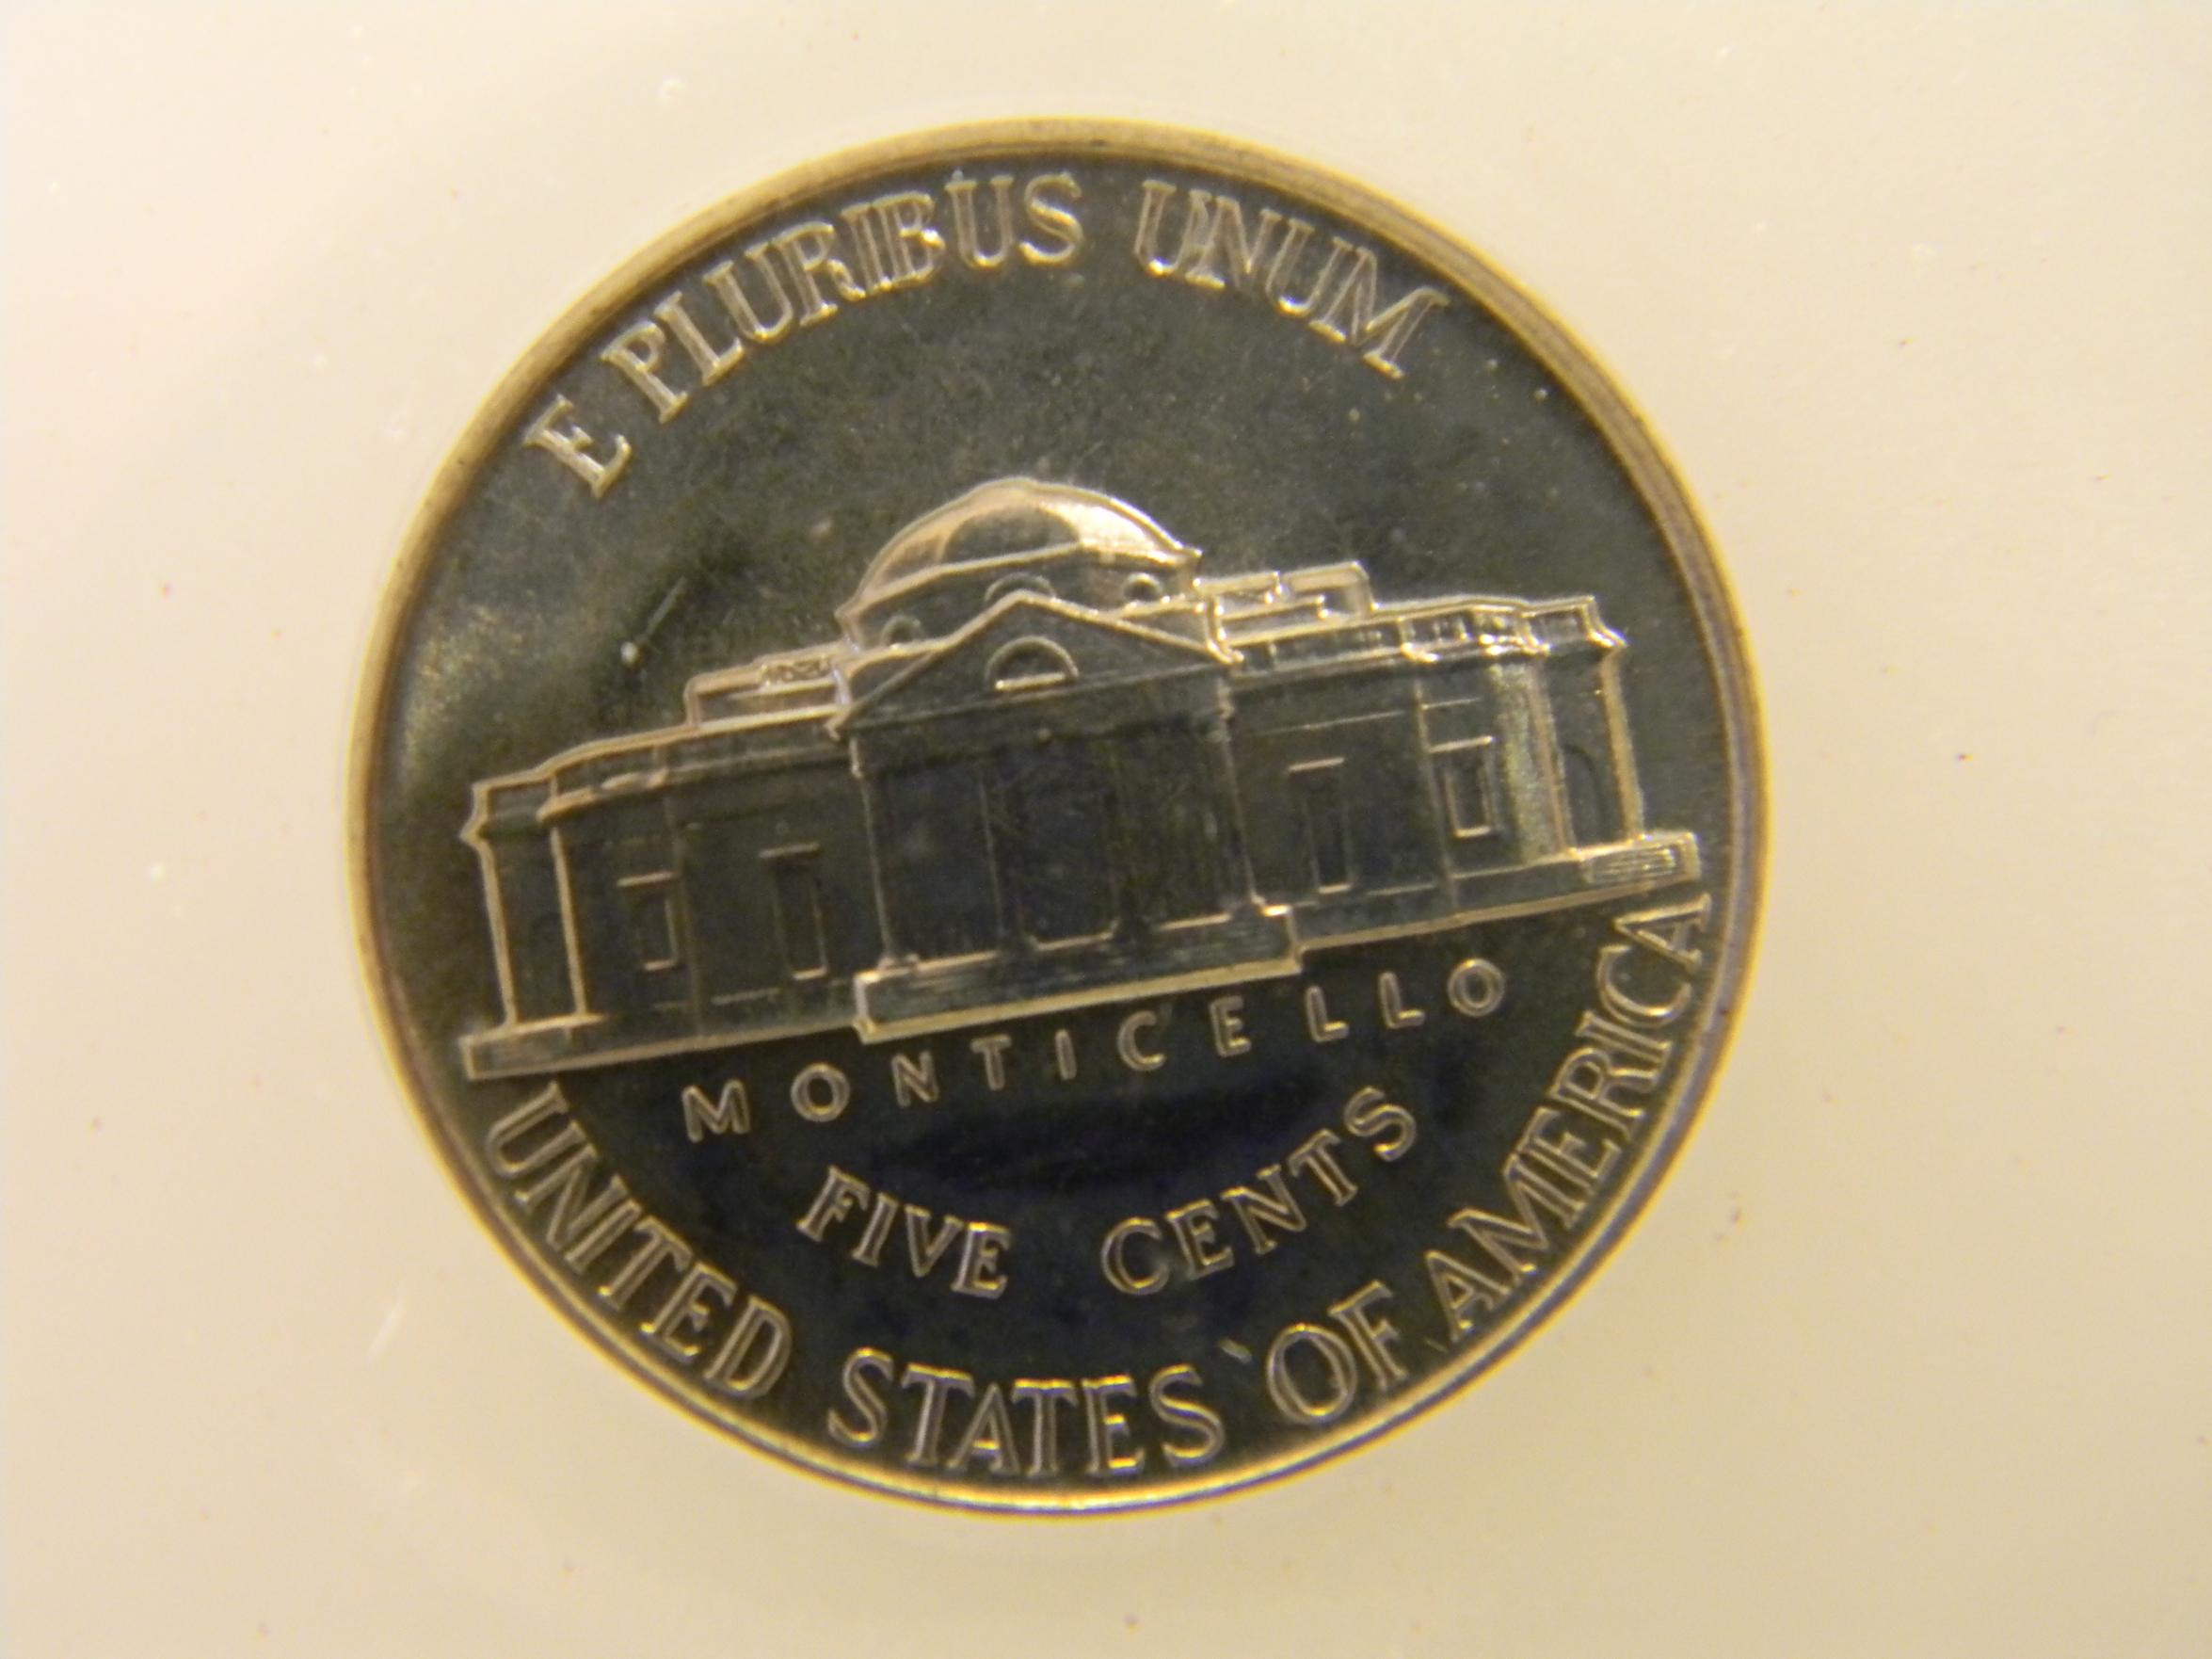 E PLURIBUS UNUM
MONTICELLO
FIVE CENTS
UNITED STATES OF AMERICA